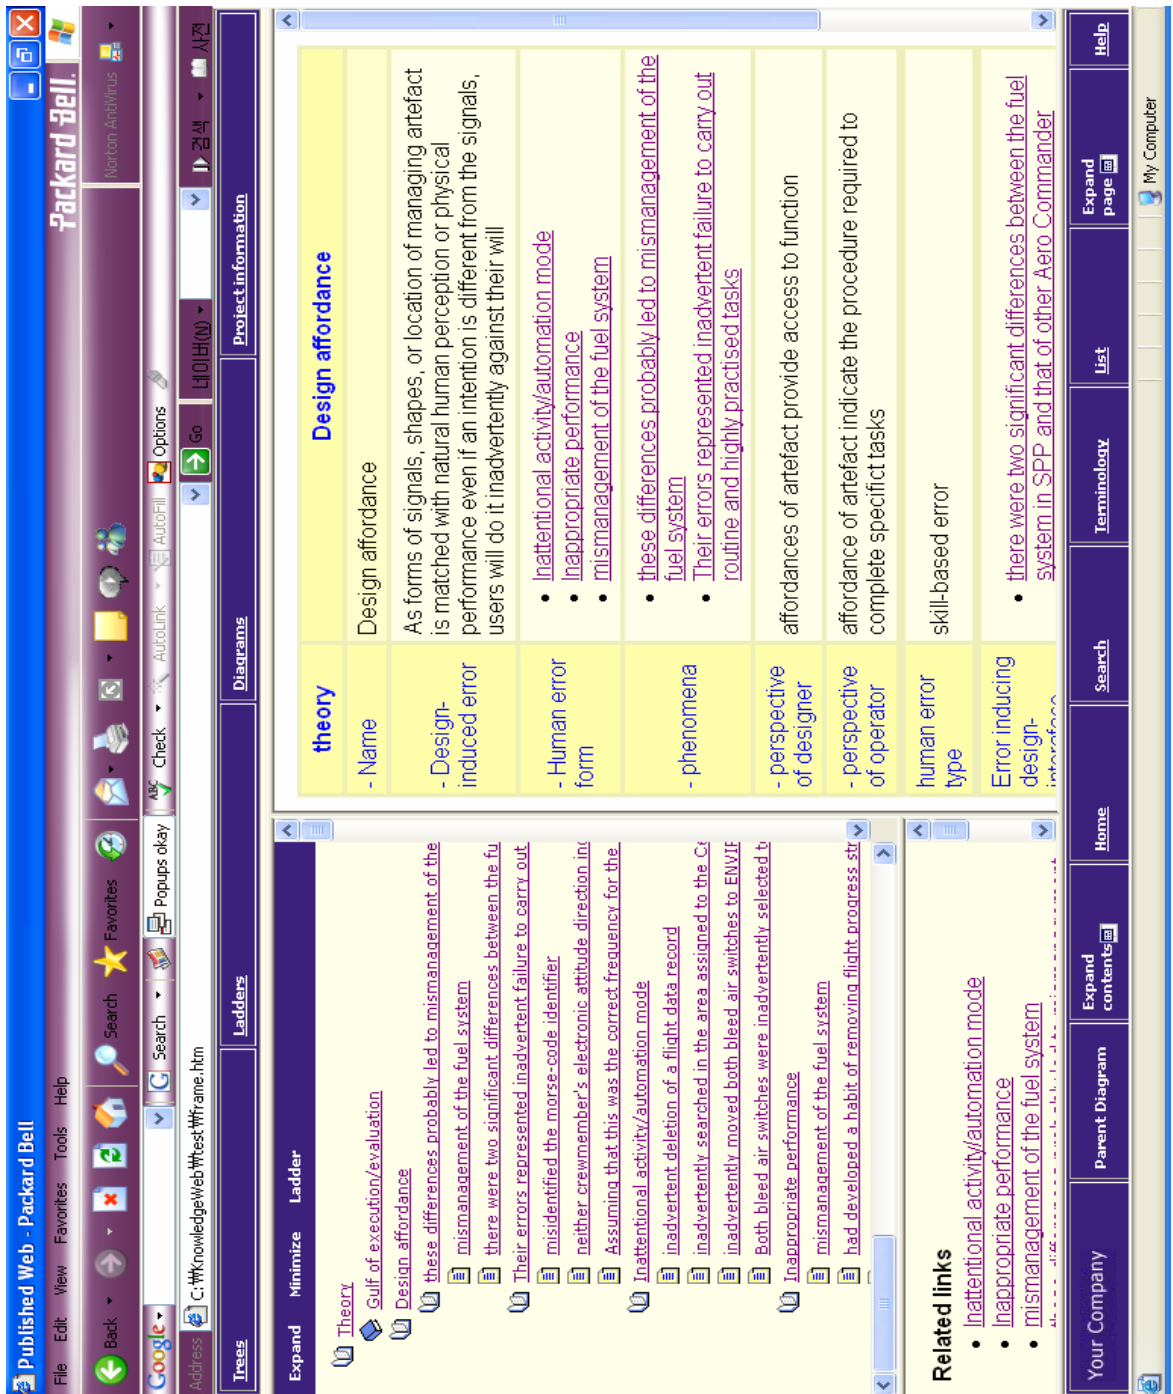 Published Web - Packard Bell
File Edit View Favorites Tools Help
Packard Bell.
Back
Search
Favorites
Norton AntiVirus
Google
Search
Popups okay
ABC Check
AutoLink
AutoFill
Options
Address C:￦KnowledgeWeb￦test￦frame.htm
Go
네이버(N)
검색
사전
Trees
Ladders
Diagrams
Project information
Expand Minimize Ladder
Theory
Gulf of execution/evaluation
Design affordance
these differences probably led to mismanagement of the
mismanagement of the fuel system
there were two significant differences between the fu
Their errors represented inadvertent failure to carry out
misidentified the morse-code identifier
neither crewmember's electronic attitude direction ind
Assuming that this was the correct frequency for the
Inattentional activity/automation mode
inadvertent deletion of a flight data record
inadvertently searched in the area assigned to the Ce
inadvertently moved both bleed air switches to ENVIR
Both bleed air switches were inadvertently selected to
Inappropriate performance
mismanagement of the fuel system
had developed a habit of removing flight progress str
Related links
• Inattentional activity/automation mode
• Inappropriate performance
• mismanagement of the fuel system
theory
Design affordance
- Name
Design affordance
- Design-
induced error
As forms of signals, shapes, or location of managing artefact
is matched with natural human perception or physical
performance even if an intention is different from the signals,
users will do it inadvertently against their will
- Human error
form
• Inattentional activity/automation mode
• Inappropriate performance
• mismanagement of the fuel system
- phenomena
• these differences probably led to mismanagement of the
fuel system
• Their errors represented inadvertent failure to carry out
routine and highly practised tasks
- perspective
of designer
affordances of artefact provide access to function
- perspective
of operator
affordance of artefact indicate the procedure required to
complete specifict tasks
human error
type
skill-based error
Error inducing
design-
interface
• there were two significant differences between the fuel
system in SPP and that of other Aero Commander
Your Company
Parent Diagram
Expand
contents
Home
Search
Terminology
List
Expand
page
Help
My Computer